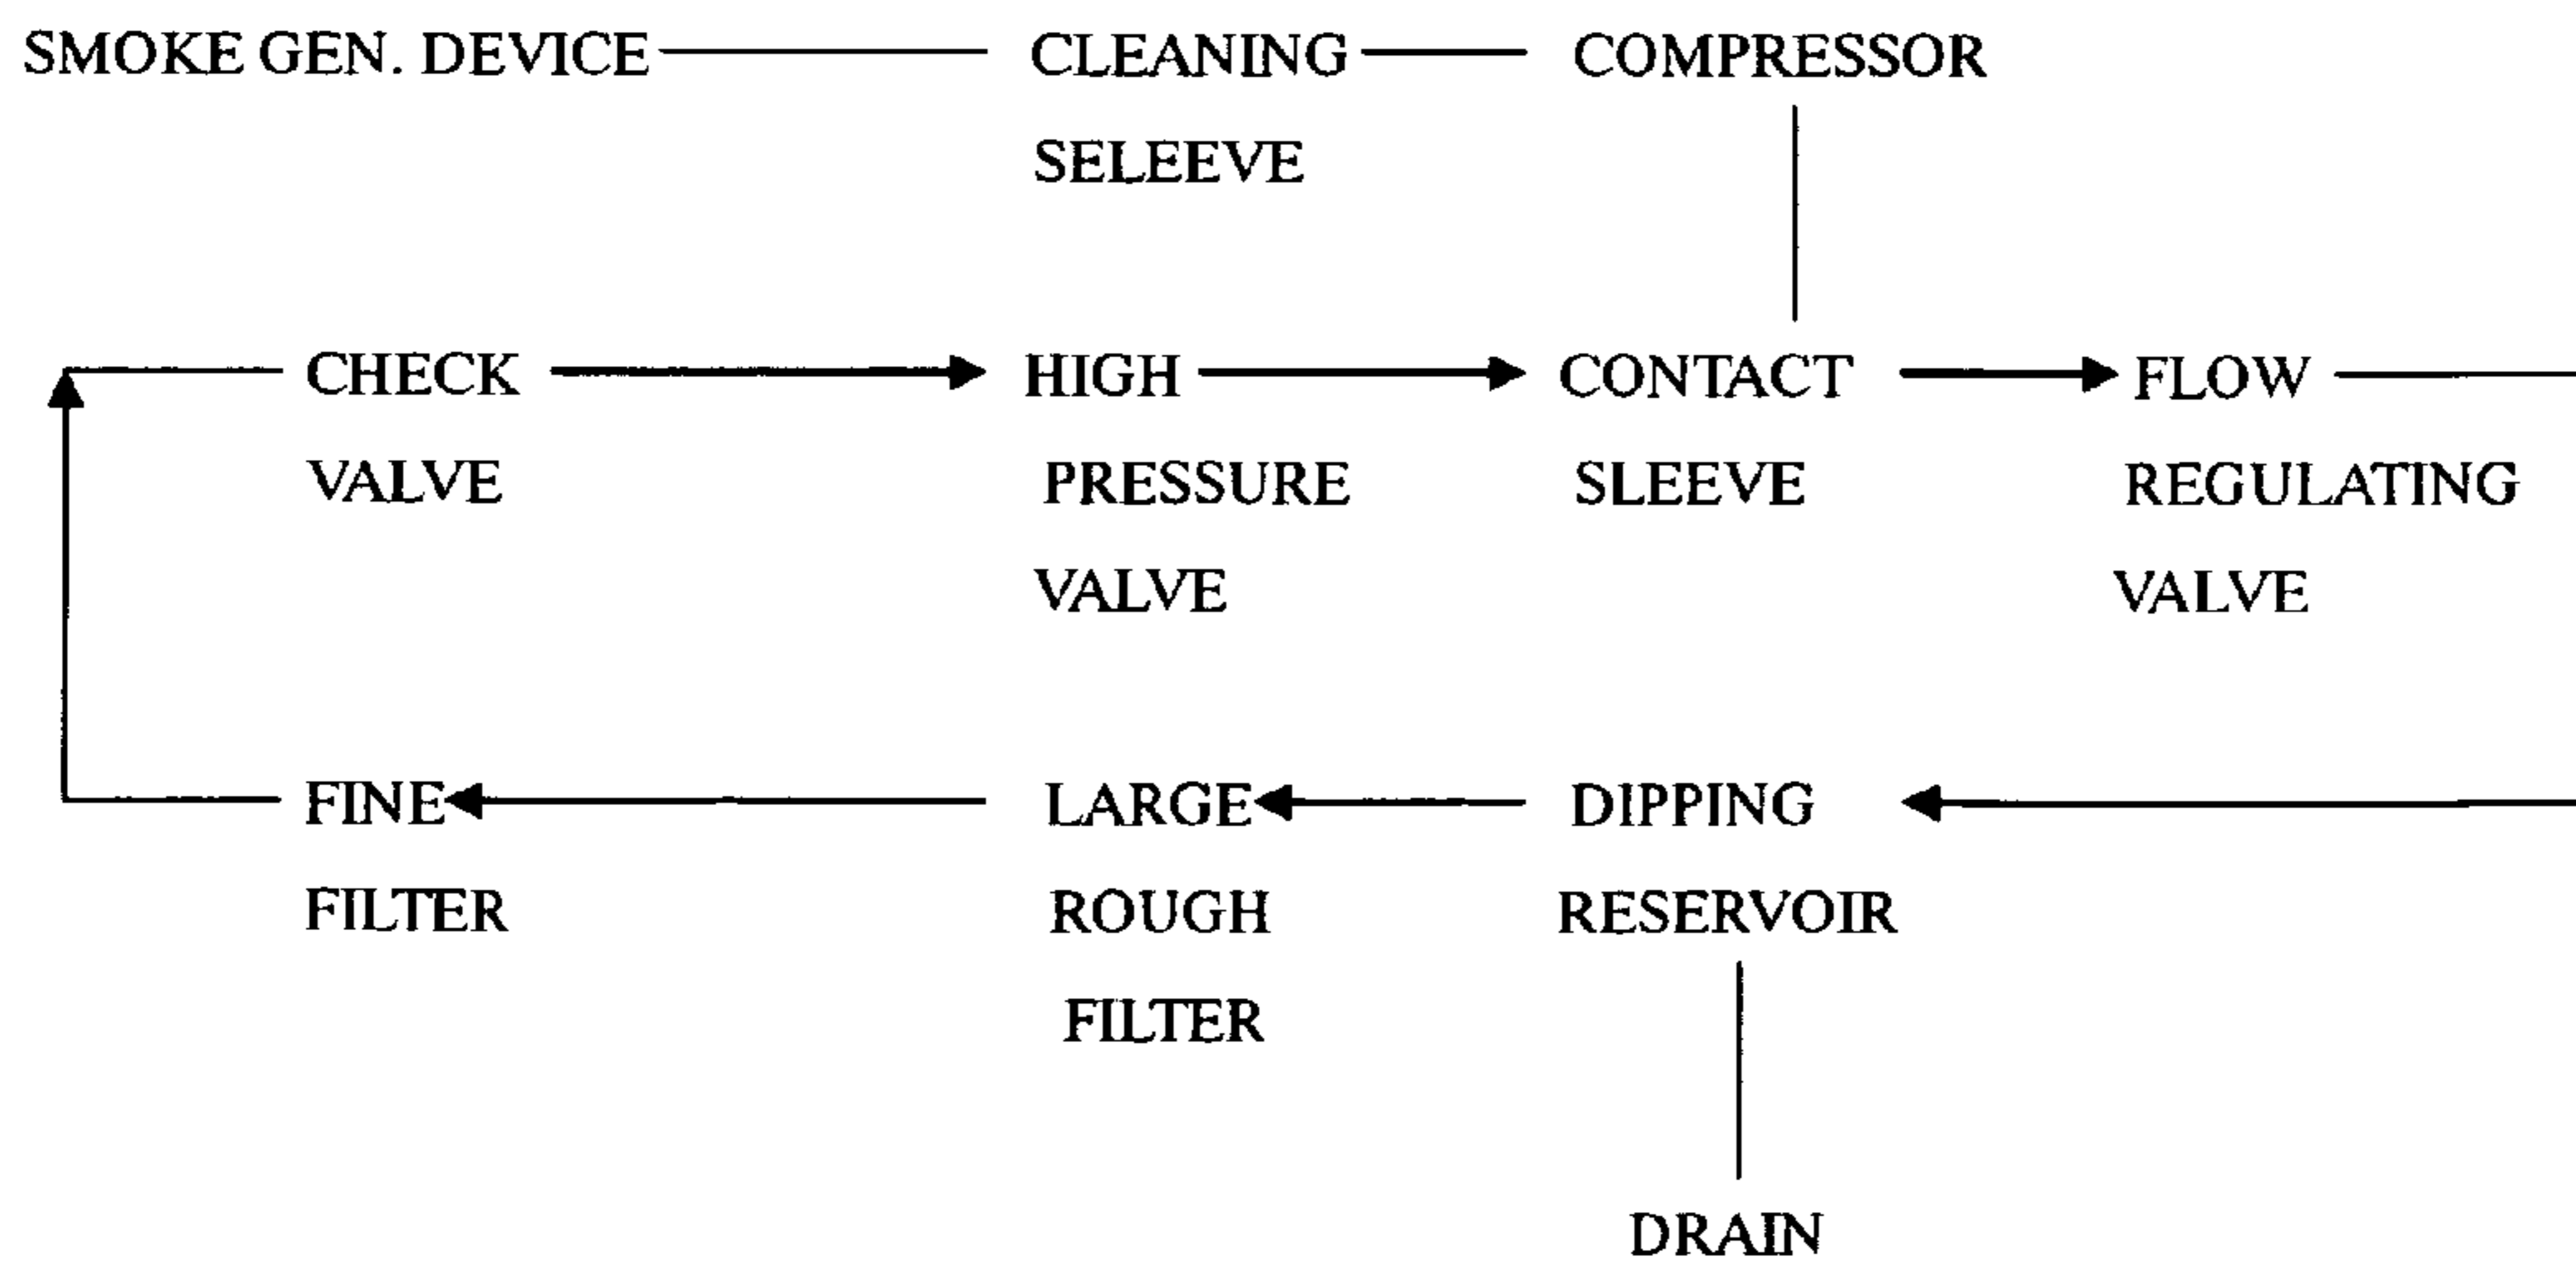 SMOKE GEN. DEVICE CLEANING COMPRESSOR
SELEEVE
CHECK HIGH CONTACT FLOW
VALVE PRESSURE SLEEVE REGULATING
VALVE VALVE
FINE LARGE DIPPING
FILTER ROUGH RESERVOIR
FILTER
DRAIN